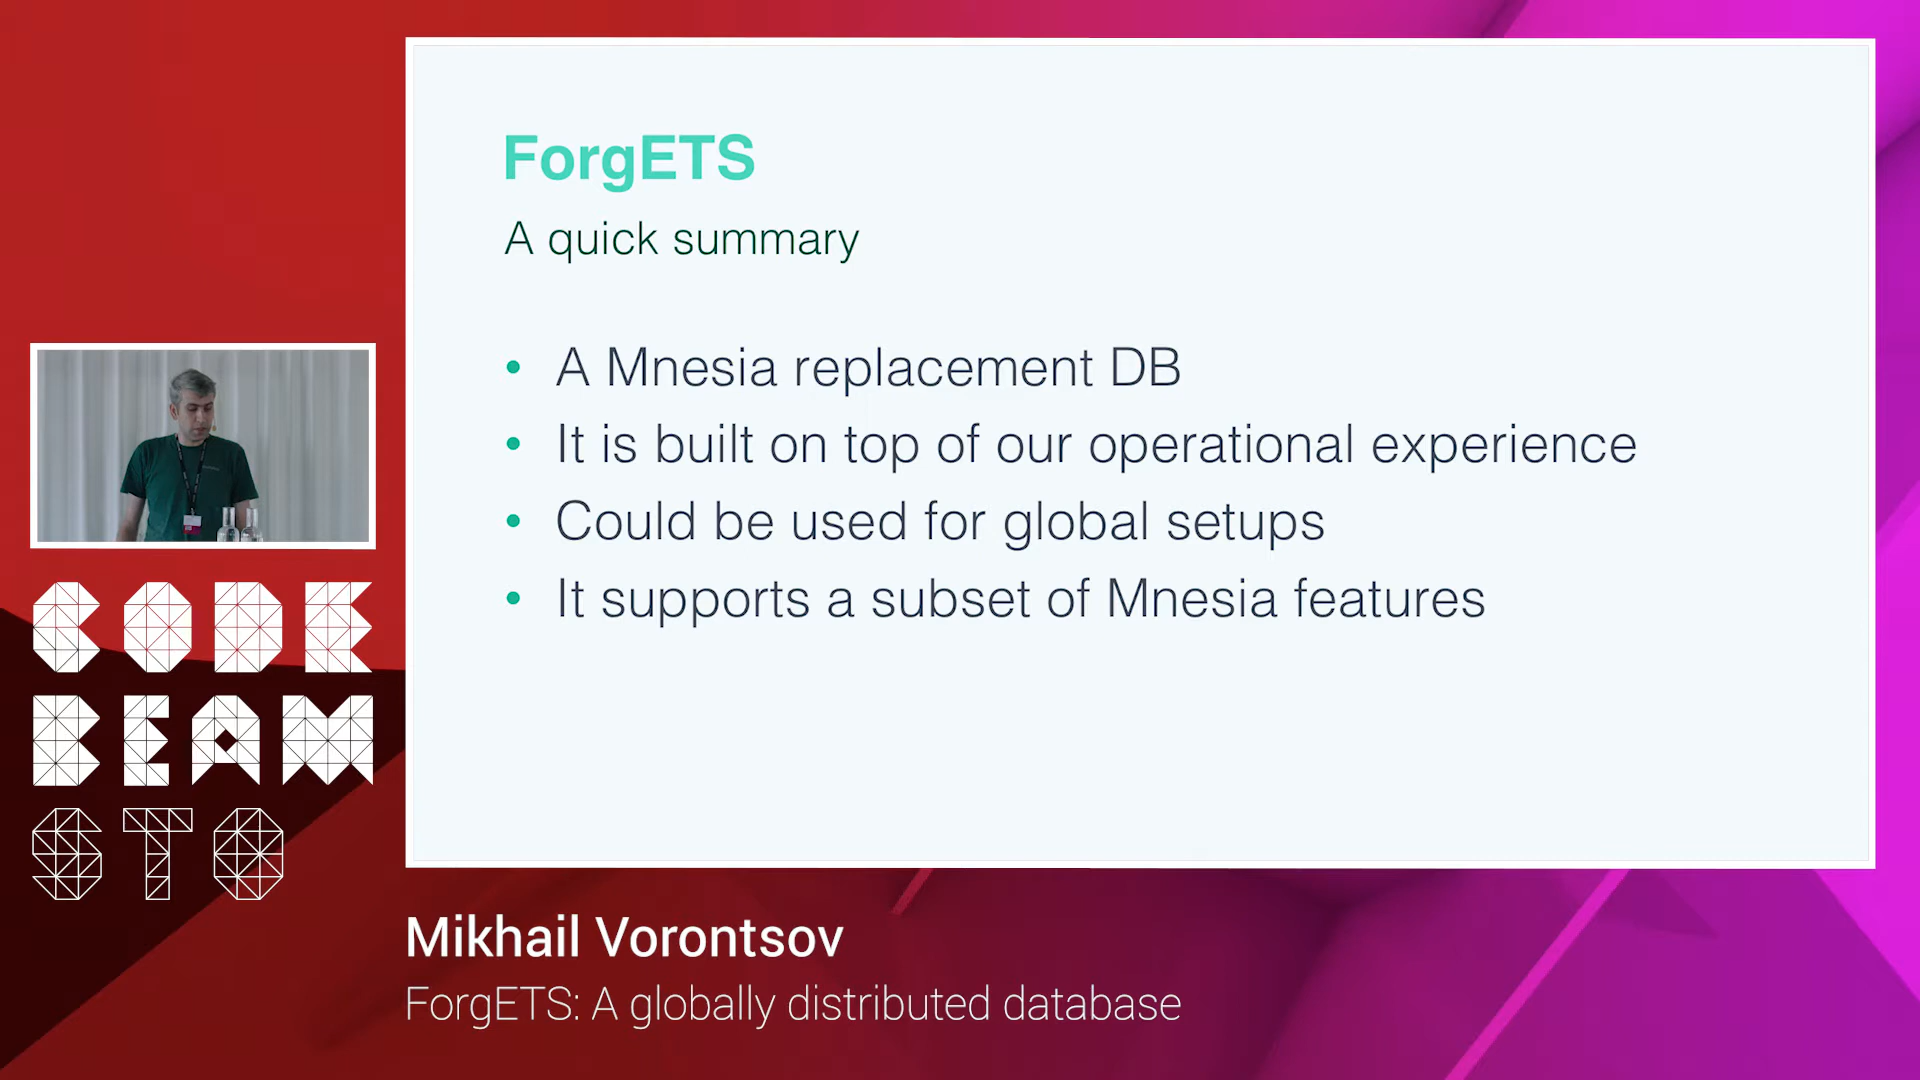 ForgETS
A quick summary
• A Mnesia replacement DB
• It is built on top of our operational experience
• Could be used for global setups
• It supports a subset of Mnesia features
CODE
BEAM
STO
Mikhail Vorontsov
ForgETS: A globally distributed database